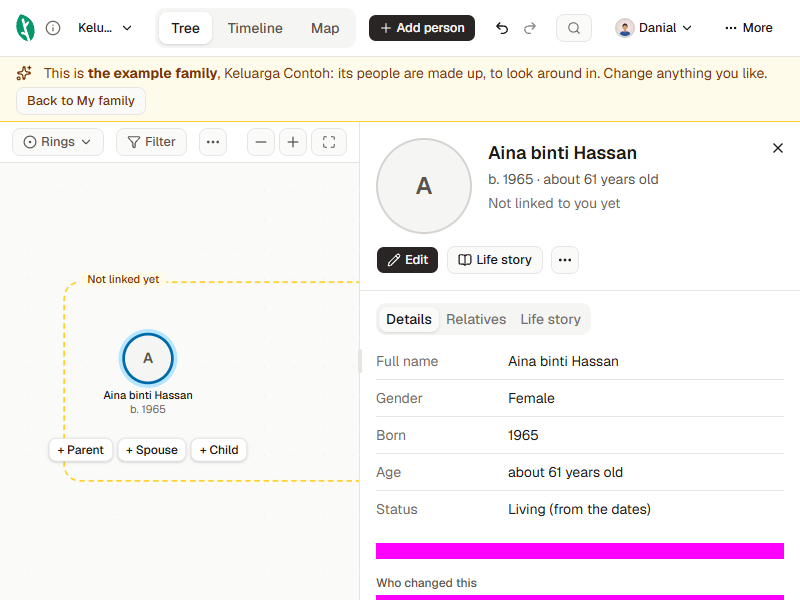 Kelu...
Tree
Timeline
Map
+ Add person
Danial
More
This is the example family, Keluarga Contoh: its people are made up, to look around in. Change anything you like.
Back to My family
Rings
Filter
Aina binti Hassan
b. 1965 · about 61 years old
Not linked to you yet
Edit
Life story
Not linked yet
A
Aina binti Hassan
b. 1965
+ Parent
+ Spouse
+ Child
A
Details
Relatives
Life story
Full name Aina binti Hassan
Gender Female
Born 1965
Age about 61 years old
Status Living (from the dates)
Who changed this